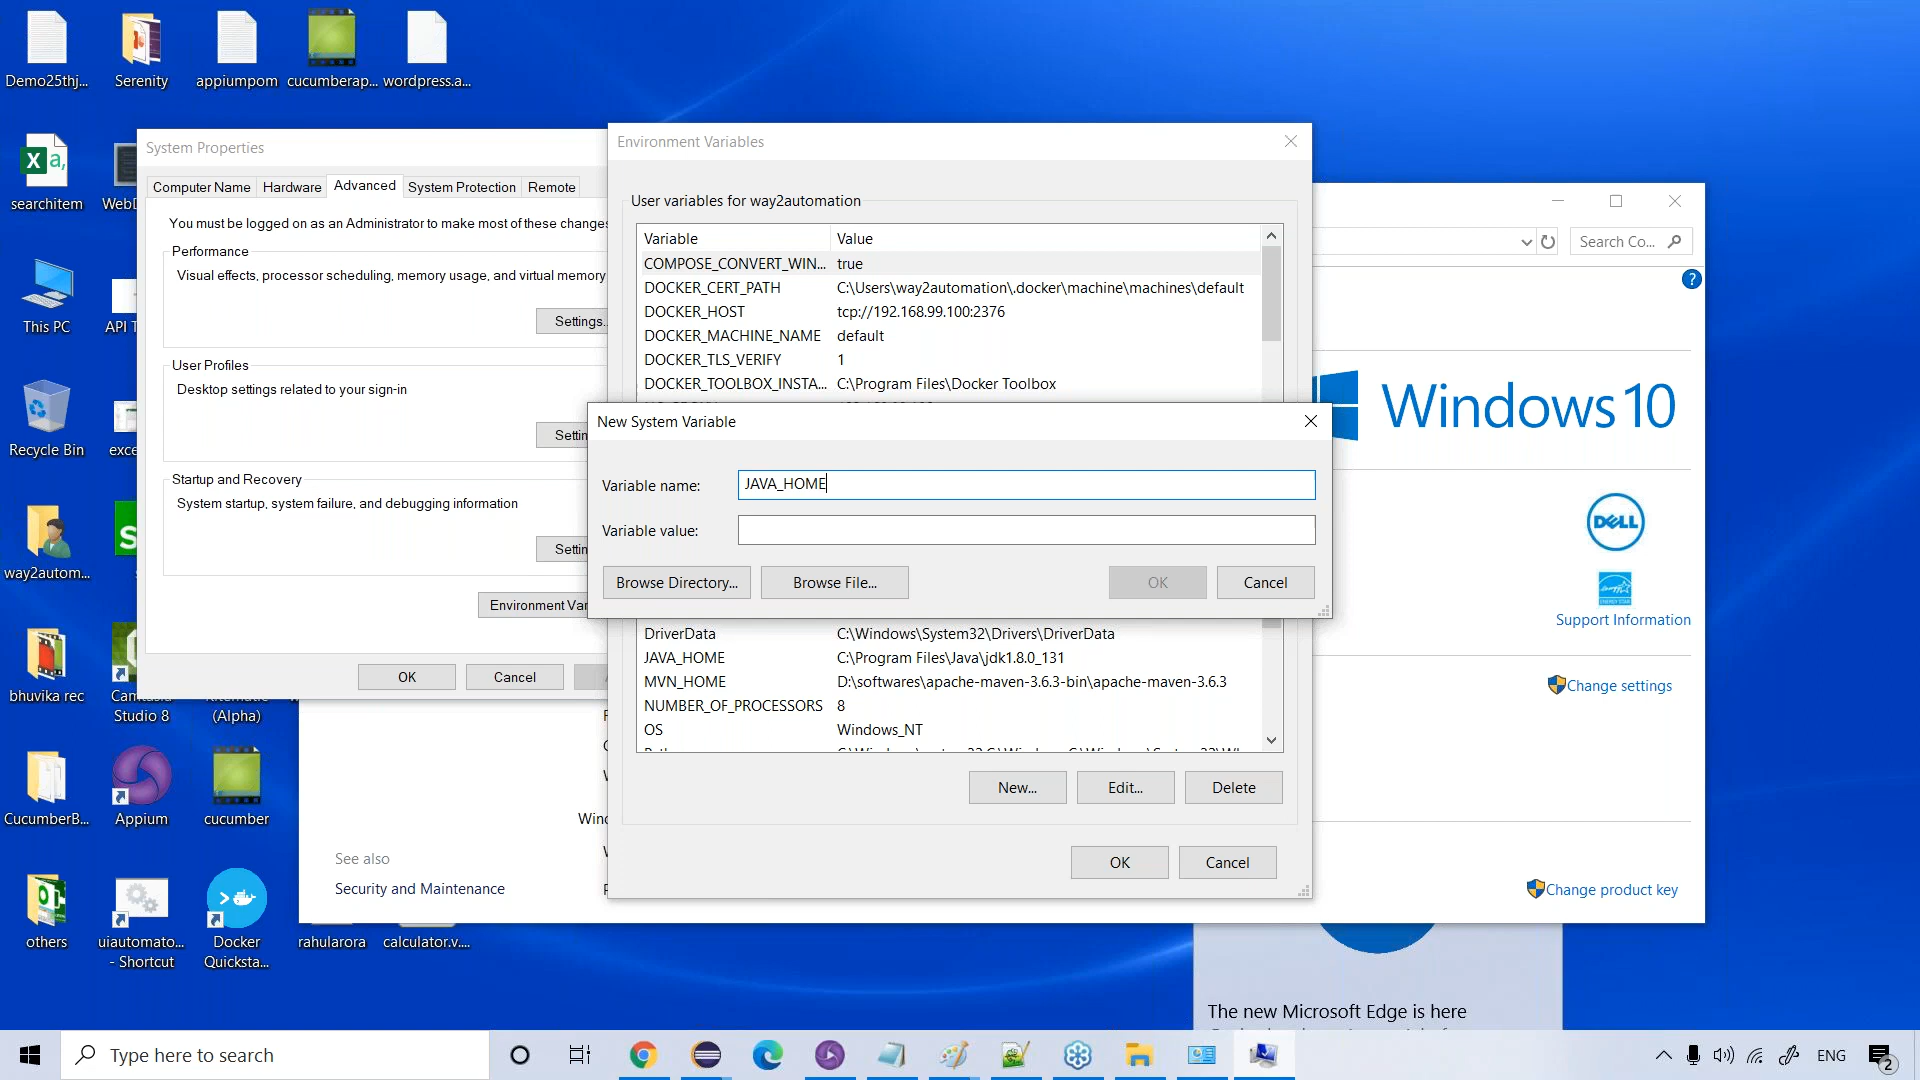 Demo25thj...
Serenity
appiumpom
cucumberap...
wordpress.a...
searchitem
This PC
Recycle Bin
way2autom...
bhuvika rec
Studio 8
(Alpha)
CucumberB...
Appium
cucumber
others
uiautomato...
- Shortcut
Docker
Quicksta...
rahularora
calculator.v....
System Properties
Computer Name
Hardware
Advanced
System Protection
Remote
You must be logged on as an Administrator to make most of these changes
Performance
Visual effects, processor scheduling, memory usage, and virtual memory
Settings..
User Profiles
Desktop settings related to your sign-in
Startup and Recovery
System startup, system failure, and debugging information
Environment Var
OK
Cancel
Environment Variables
User variables for way2automation
Variable Value
COMPOSE_CONVERT_WIN... true
DOCKER_CERT_PATH C:\Users\way2automation\.docker\machine\machines\default
DOCKER_HOST tcp://192.168.99.100:2376
DOCKER_MACHINE_NAME default
DOCKER_TLS_VERIFY 1
DOCKER_TOOLBOX_INSTA... C:\Program Files\Docker Toolbox
New System Variable
Variable name: JAVA_HOME
Variable value:
Browse Directory...
Browse File...
OK
Cancel
DriverData C:\Windows\System32\Drivers\DriverData
JAVA_HOME C:\Program Files\Java\jdk1.8.0_131
MVN_HOME D:\softwares\apache-maven-3.6.3-bin\apache-maven-3.6.3
NUMBER_OF_PROCESSORS 8
OS Windows_NT
New...
Edit...
Delete
OK
Cancel
Search Co...
Windows 10
DELL
Support Information
Change settings
Change product key
See also
Security and Maintenance
The new Microsoft Edge is here
Type here to search
ENG
2